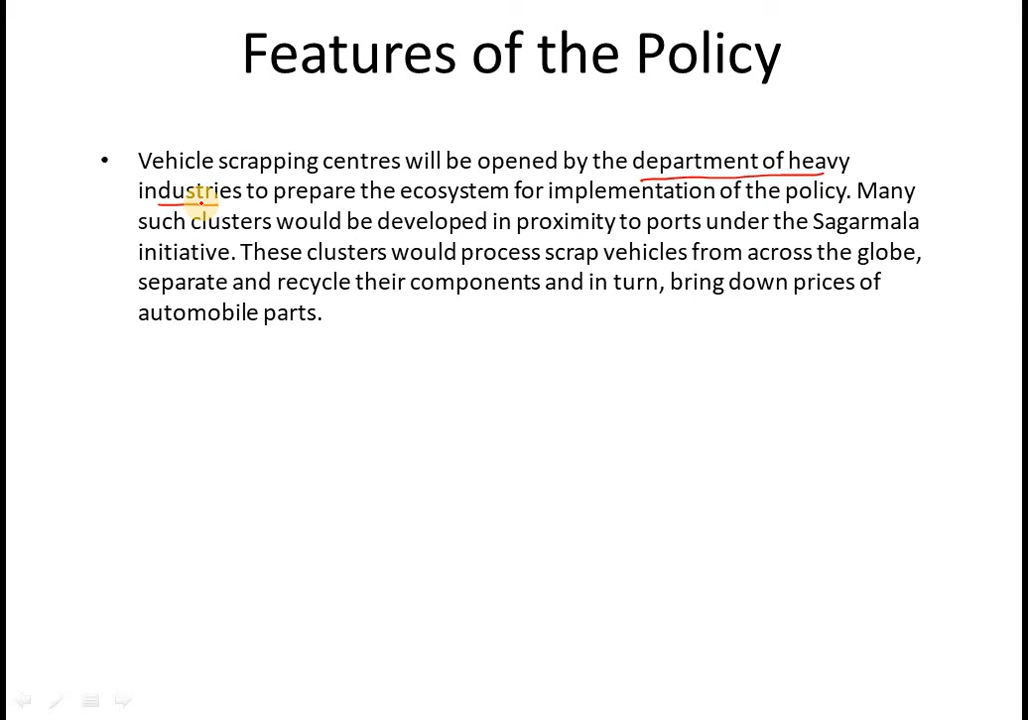 Features of the Policy
• Vehicle scrapping centres will be opened by the department of heavy
industries to prepare the ecosystem for implementation of the policy. Many
such clusters would be developed in proximity to ports under the Sagarmala
initiative. These clusters would process scrap vehicles from across the globe,
separate and recycle their components and in turn, bring down prices of
automobile parts.